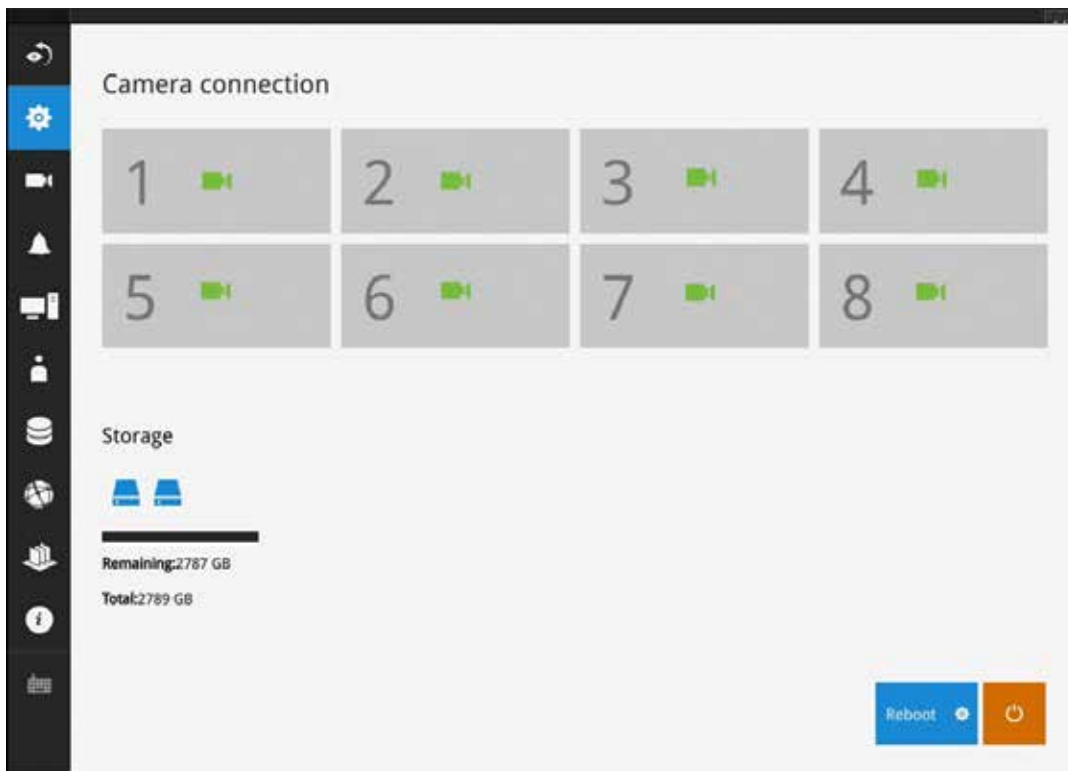 Camera connection
1 2 3 4
5 6 7 8
Storage
Remaining:2787 GB
Total:2789 GB
Reboot